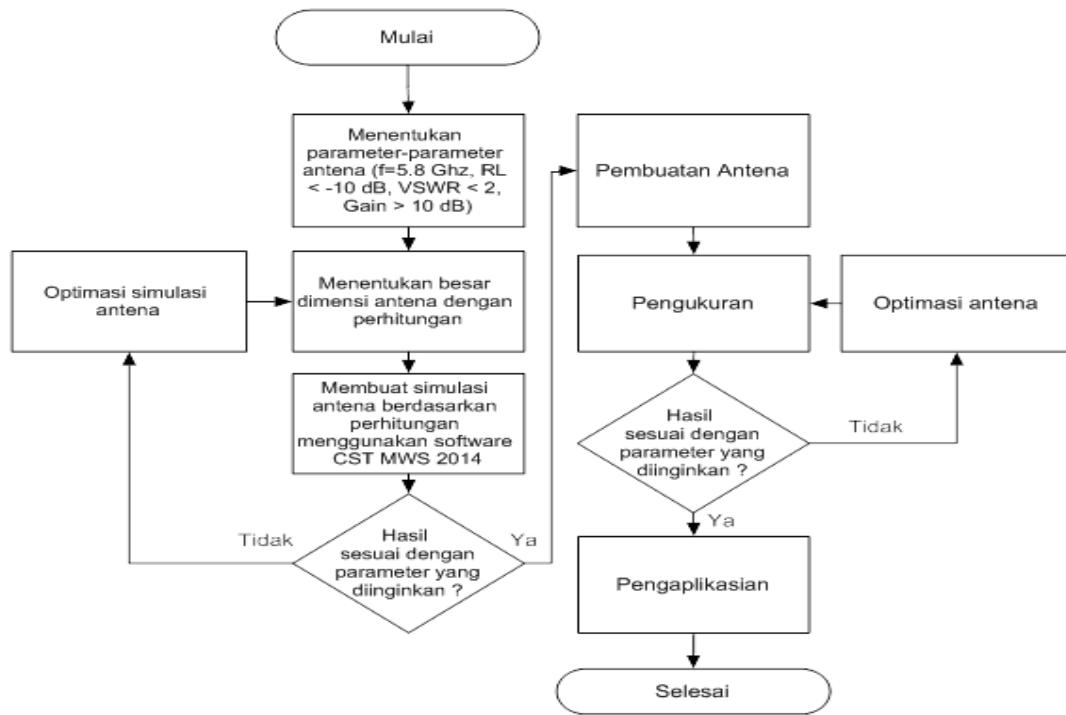 Mulai
Menentukan
parameter-parameter
antena (f=5.8 Ghz, RL
< -10 dB, VSWR < 2,
Gain > 10 dB)
Optimasi simulasi
antena
Menentukan besar
dimensi antena dengan
perhitungan
Membuat simulasi
antena berdasarkan
perhitungan
menggunakan software
CST MWS 2014
Tidak
Hasil
sesuai dengan
parameter yang
diinginkan ?
Ya
Pembuatan Antena
Pengukuran
Optimasi antena
Hasil
sesuai dengan
parameter yang
diinginkan ?
Tidak
Ya
Pengaplikasian
Selesai